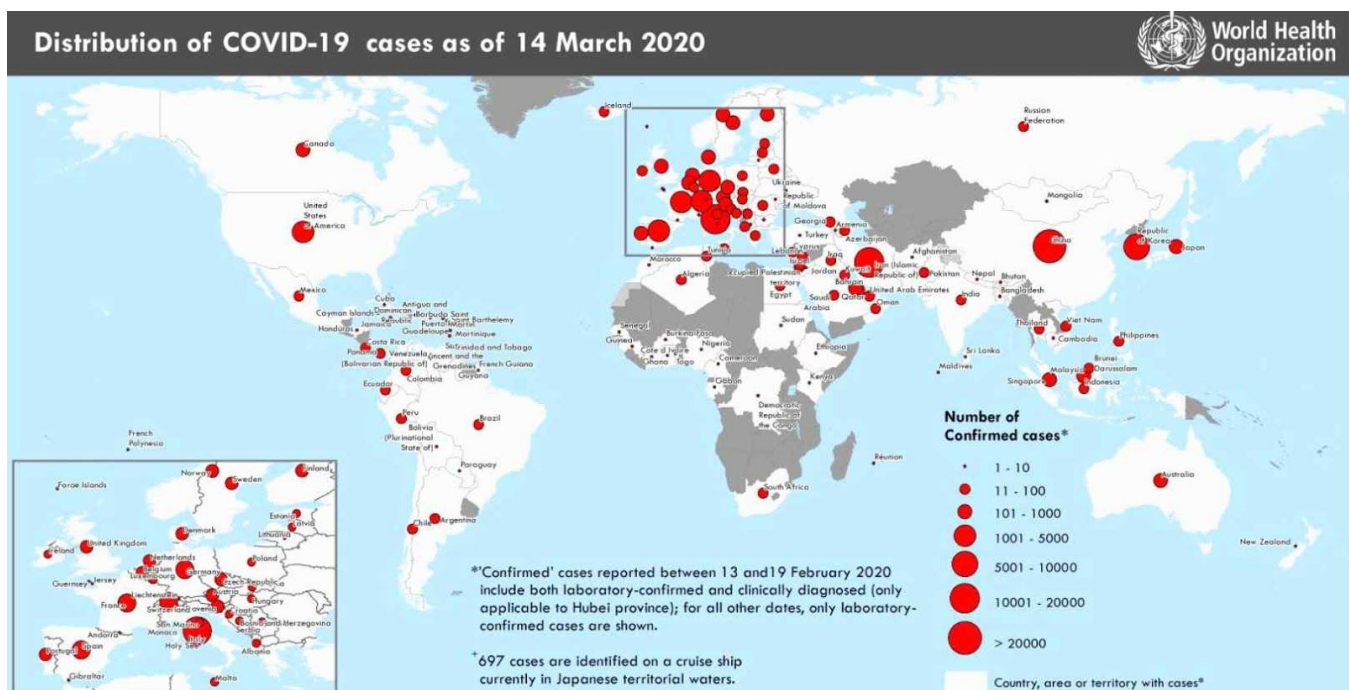 Distribution of COVID-19 cases as of 14 March 2020
World Health
Organization
Iceland
Russian
Federation
Canada
United
States
of America
Mexico
Cuba
Cayman Islands
Dominican
Republic
Antigua and
Barbuda
Saint Barthelemy
Puerto
Guadeloupe
Martinique
Honduras
Jamaica
Trinidad and Tobago
Costa Rica
Panama
Venezuela
(Bolivarian Republic of)
Vincent and the
Grenadines
French Guiana
Guyana
Colombia
Ecuador
Peru
Brazil
Bolivia
(Plurinational
State of)
Paraguay
Chile
Argentina
French
Polynesia
Ukraine
Republic
of Moldova
Georgia
Armenia
Turkey
Azerbaijan
Cyprus
Tunisia
Morocco
Algeria
Occupied Palestinian
territory
Egypt
Israel
Jordan
Iraq
Kuwait
Iran (Islamic
Republic of)
Bahrain
Qatar
Saudi
Arabia
United Arab Emirates
Oman
Afghanistan
Pakistan
Nepal
Bhutan
Bangladesh
India
Sri Lanka
Maldives
Mongolia
China
Republic
of Korea
Japan
Thailand
Viet Nam
Cambodia
Philippines
Brunei
Darussalam
Malaysia
Singapore
Indonesia
Senegal
Guinea
Burkina Faso
Cote d Ivoire
Ghana
Togo
Nigeria
Cameroon
Gabon
Sudan
Ethiopia
Kenya
Democratic
Republic of
the Congo
Réunion
South Africa
Australia
New Zealand
Number of
Confirmed cases*
1 - 10
11 - 100
101 - 1000
1001 - 5000
5001 - 10000
10001 - 20000
> 20000
Country, area or territory with cases*
*'Confirmed' cases reported between 13 and19 February 2020
include both laboratory-confirmed and clinically diagnosed (only
applicable to Hubei province); for all other dates, only laboratory-
confirmed cases are shown.
+697 cases are identified on a cruise ship
currently in Japanese territorial waters.
Norway
Finland
Sweden
Faroe Islands
Estonia
Latvia
Lithuania
Denmark
Ireland
United Kingdom
Netherlands
Belgium
Luxembourg
Germany
Poland
Czech Republic
Guernsey
Jersey
France
Liechtenstein
Switzerland
Austria
Hungary
Croatia
San Marino
Monaco
Italy
Holy See
Serbia
Albania
Andorra
Portugal
Spain
Gibraltar
Malta